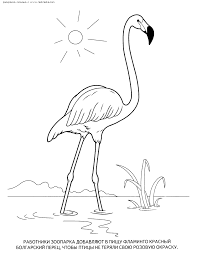 РАБОТНИКИ ЗООПАРКА ДОБАВЛЯЮТ В ПИЩУ ФЛАМИНГО КРАСНЫЙ
БОЛГАРСКИЙ ПЕРЕЦ, ЧТОБЫ ПТИЦЫ НЕ ТЕРЯЛИ СВОЮ РОЗОВУЮ ОКРАСКУ.